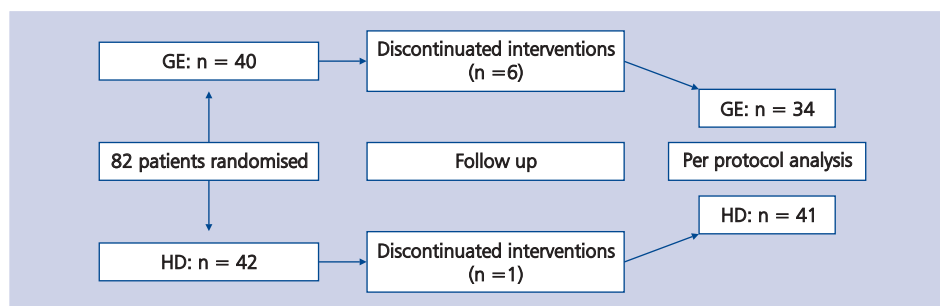 GE: n = 40
Discontinuated interventions
(n =6)
GE: n = 34
82 patients randomised
Follow up
Per protocol analysis
HD: n = 41
HD: n = 42
Discontinuated interventions
(n =1)